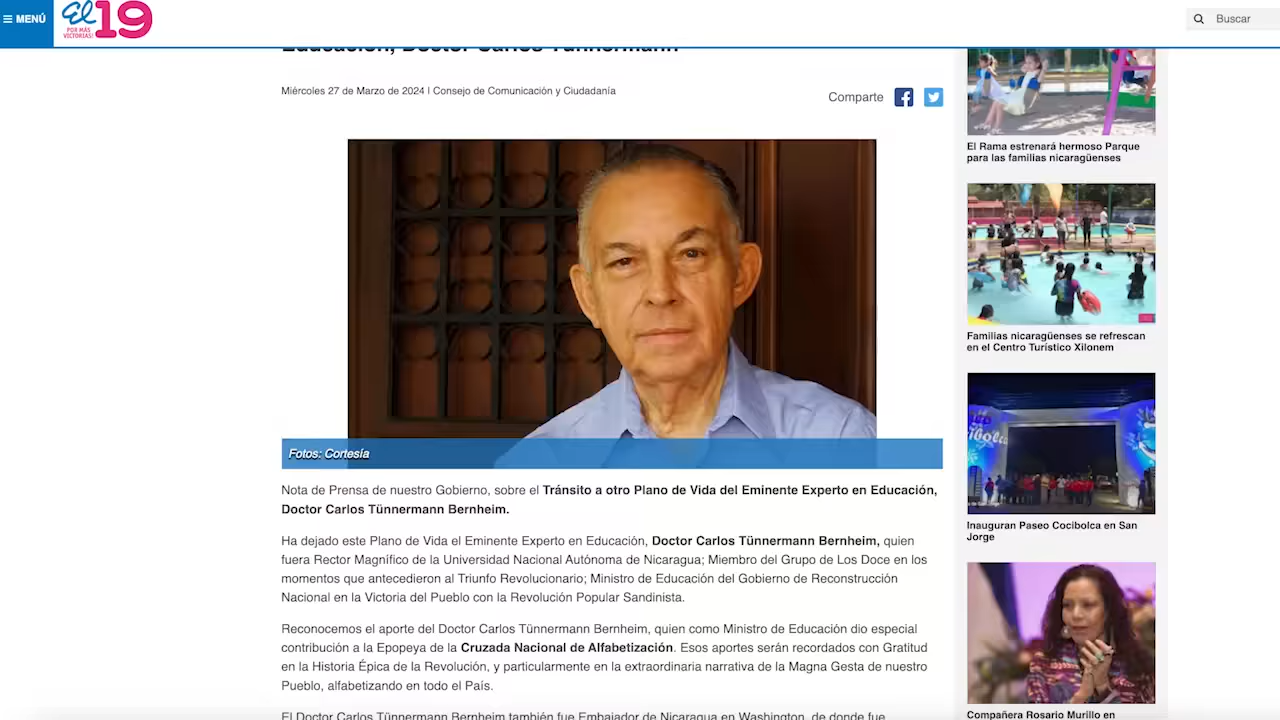 MENÚ
El 19
POR MÁS
VICTORIAS!
Buscar
Educación, Doctor Carlos Tünnermann
Miércoles 27 de Marzo de 2024 | Consejo de Comunicación y Ciudadanía
Comparte
Fotos: Cortesía
Nota de Prensa de nuestro Gobierno, sobre el Tránsito a otro Plano de Vida del Eminente Experto en Educación,
Doctor Carlos Tünnermann Bernheim.
Ha dejado este Plano de Vida el Eminente Experto en Educación, Doctor Carlos Tünnermann Bernheim, quien
fuera Rector Magnífico de la Universidad Nacional Autónoma de Nicaragua; Miembro del Grupo de Los Doce en los
momentos que antecedieron al Triunfo Revolucionario; Ministro de Educación del Gobierno de Reconstrucción
Nacional en la Victoria del Pueblo con la Revolución Popular Sandinista.
Reconocemos el aporte del Doctor Carlos Tünnermann Bernheim, quien como Ministro de Educación dio especial
contribución a la Epopeya de la Cruzada Nacional de Alfabetización. Esos aportes serán recordados con Gratitud
en la Historia Épica de la Revolución, y particularmente en la extraordinaria narrativa de la Magna Gesta de nuestro
Pueblo, alfabetizando en todo el País.
El Doctor Carlos Tünnermann Bernheim también fue Embajador de Nicaragua en Washington, de donde fue
El Rama estrenará hermoso Parque
para las familias nicaragüenses
Familias nicaragüenses se refrescan
en el Centro Turístico Xilonem
Inauguran Paseo Cocibolca en San
Jorge
Compañera Rosario Murillo en